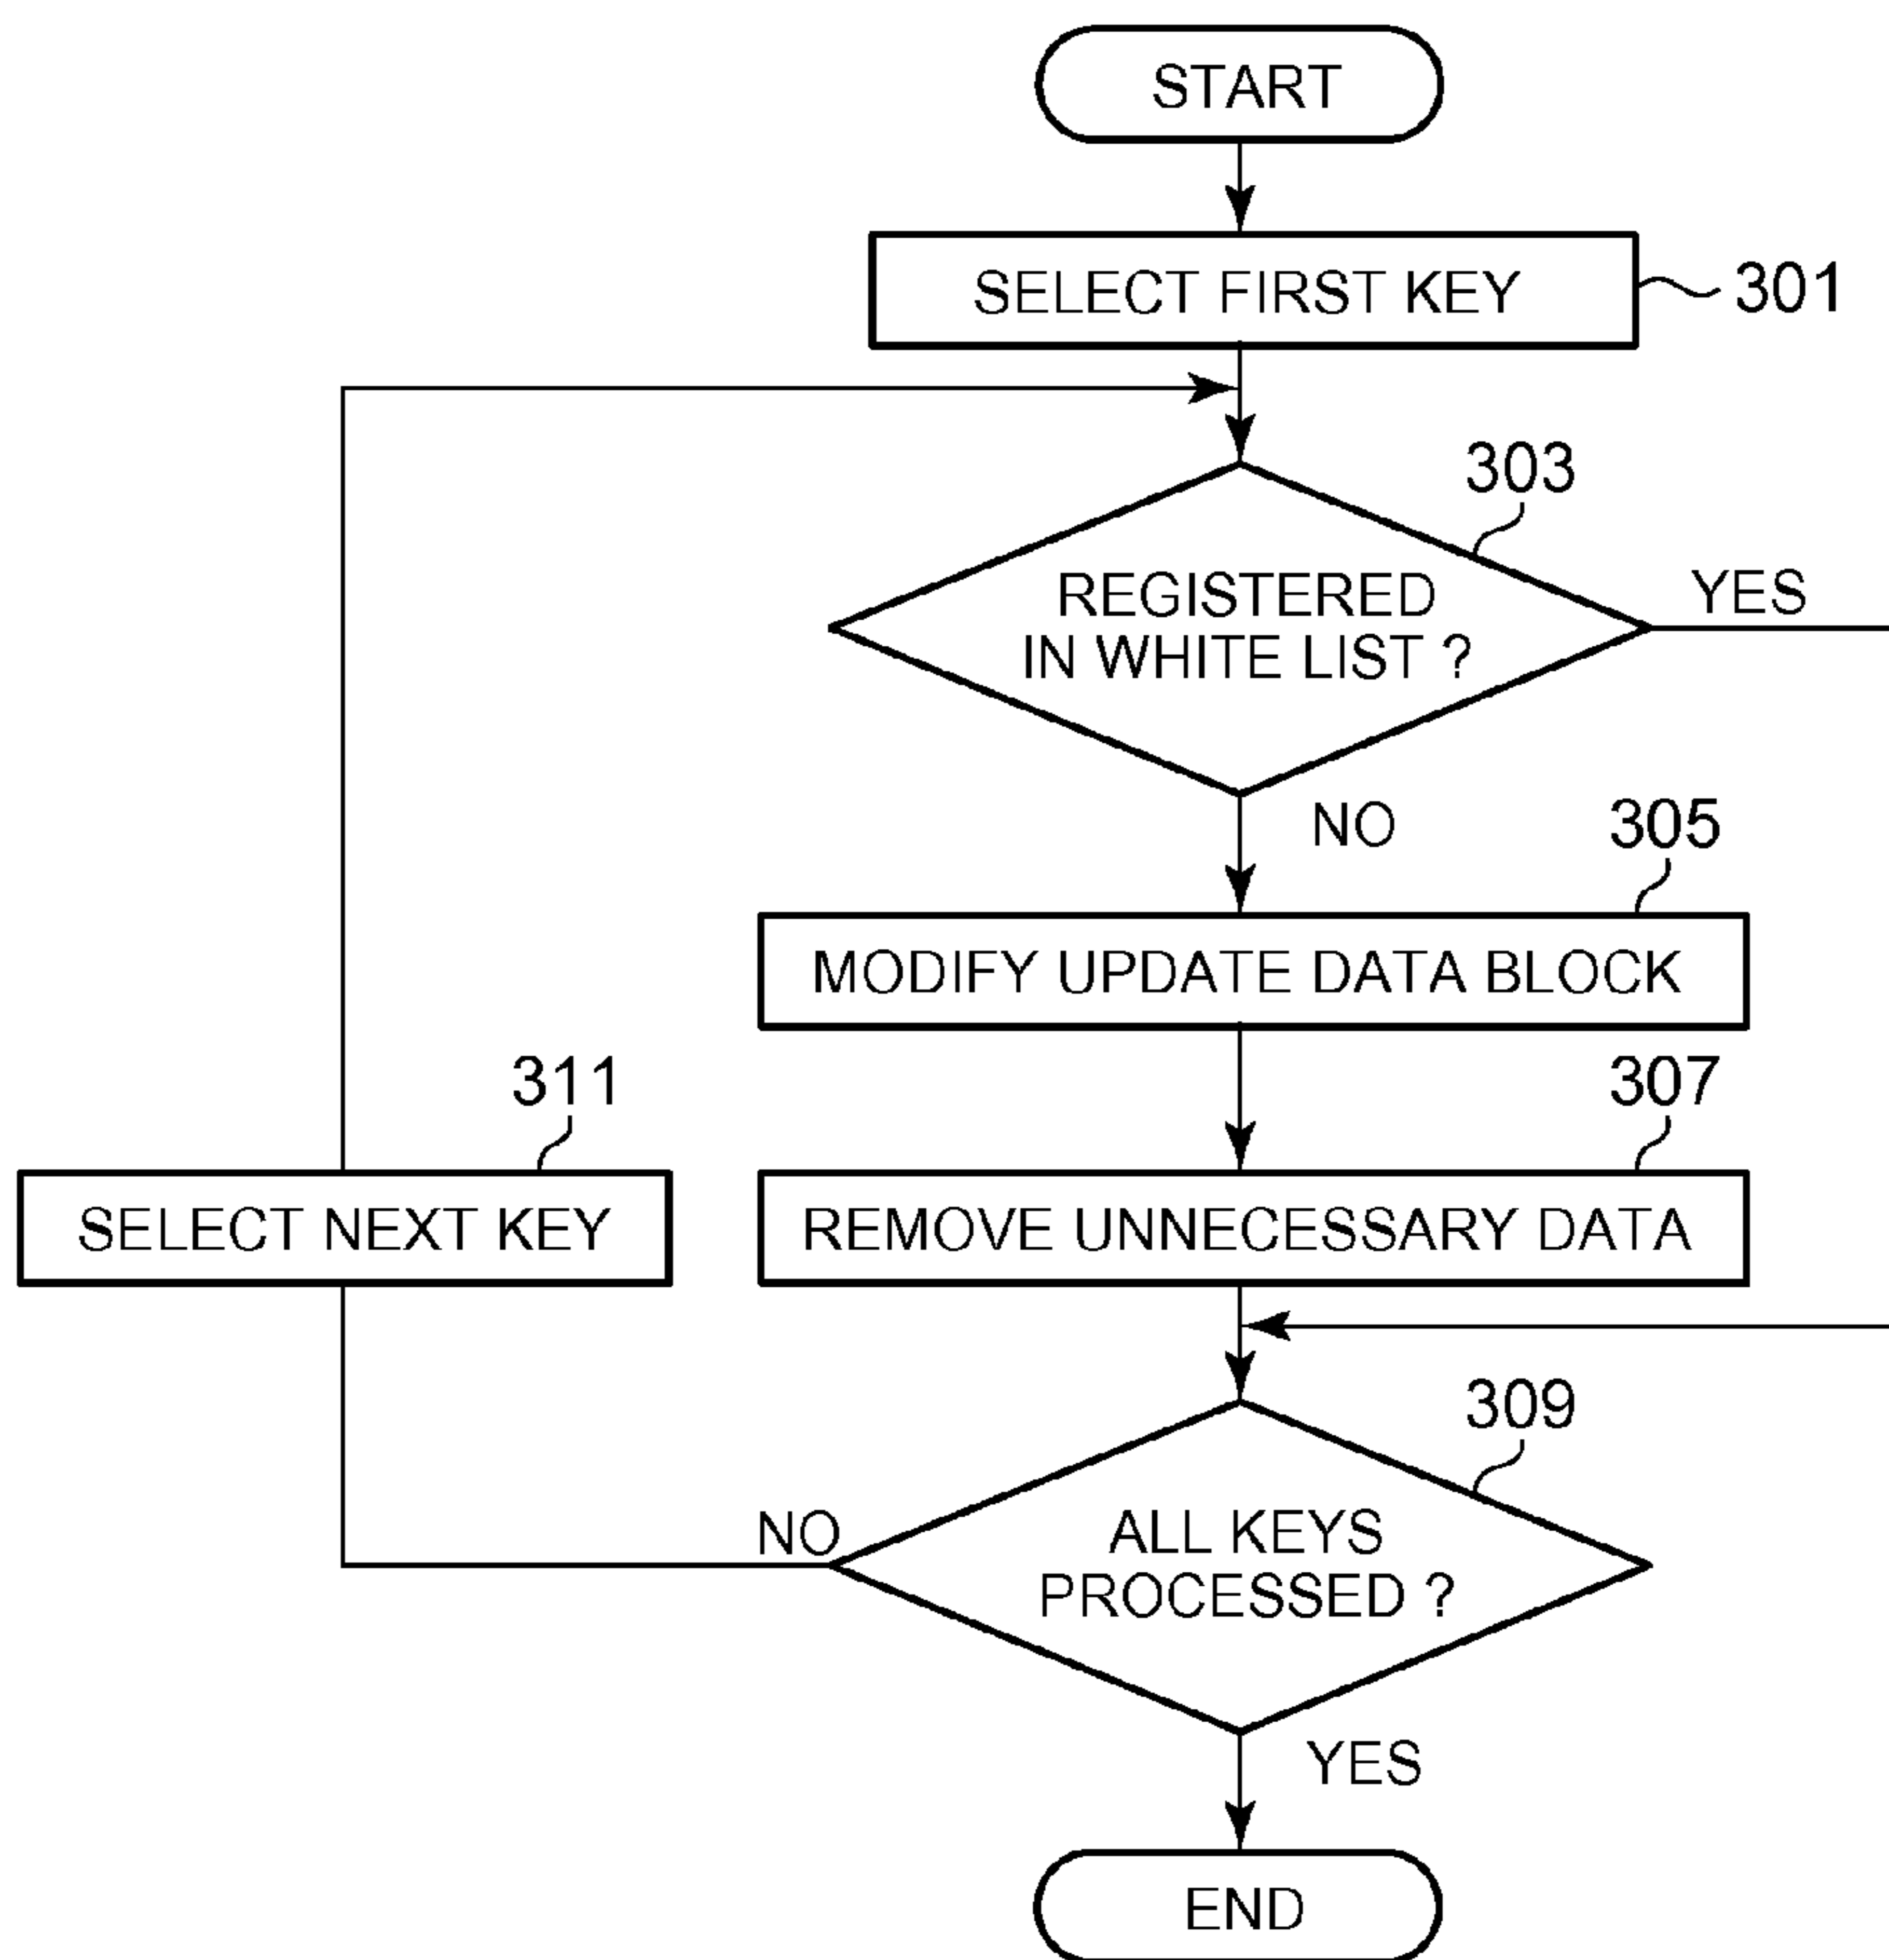 START
SELECT FIRST KEY
301
303
REGISTERED
IN WHITE LIST ?
YES
NO
305
MODIFY UPDATE DATA BLOCK
311
307
SELECT NEXT KEY
REMOVE UNNECESSARY DATA
309
NO
ALL KEYS
PROCESSED ?
YES
END